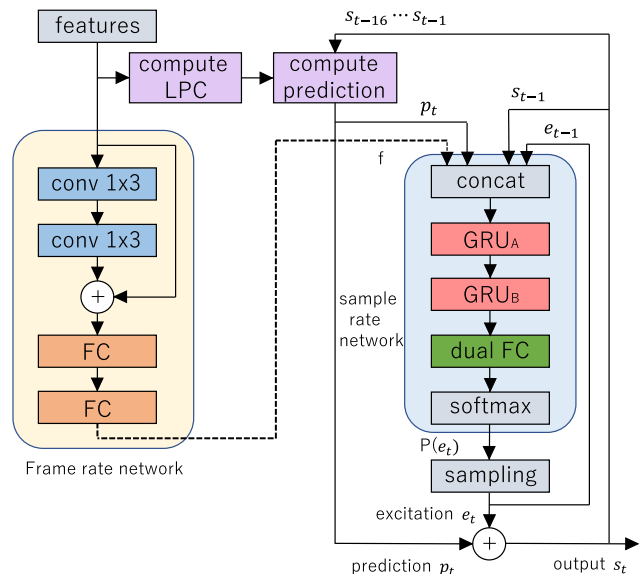 features
s_{t-16} ⋯ s_{t-1}
compute
LPC
compute
prediction
p_t
s_{t-1}
e_{t-1}
f
concat
conv 1x3
conv 1x3
+
FC
FC
Frame rate network
GRU_A
GRU_B
sample
rate
network
dual FC
softmax
P(e_t)
sampling
excitation e_t
+
prediction p_t
output s_t